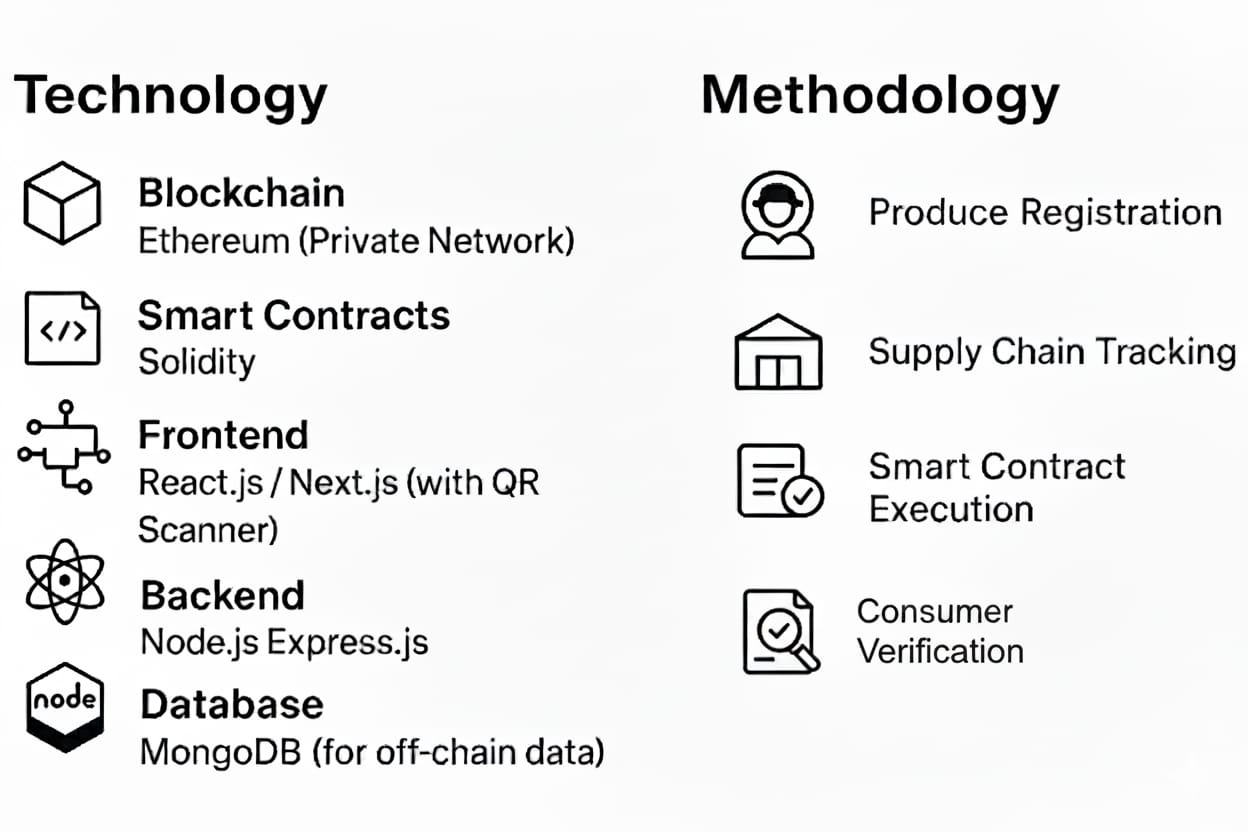 Technology
Blockchain
Ethereum (Private Network)
</>
Smart Contracts
Solidity
Frontend
React.js / Next.js (with QR
Scanner)
Backend
Node.js Express.js
node
Database
MongoDB (for off-chain data)
Methodology
Produce Registration
Supply Chain Tracking
Smart Contract
Execution
Consumer
Verification